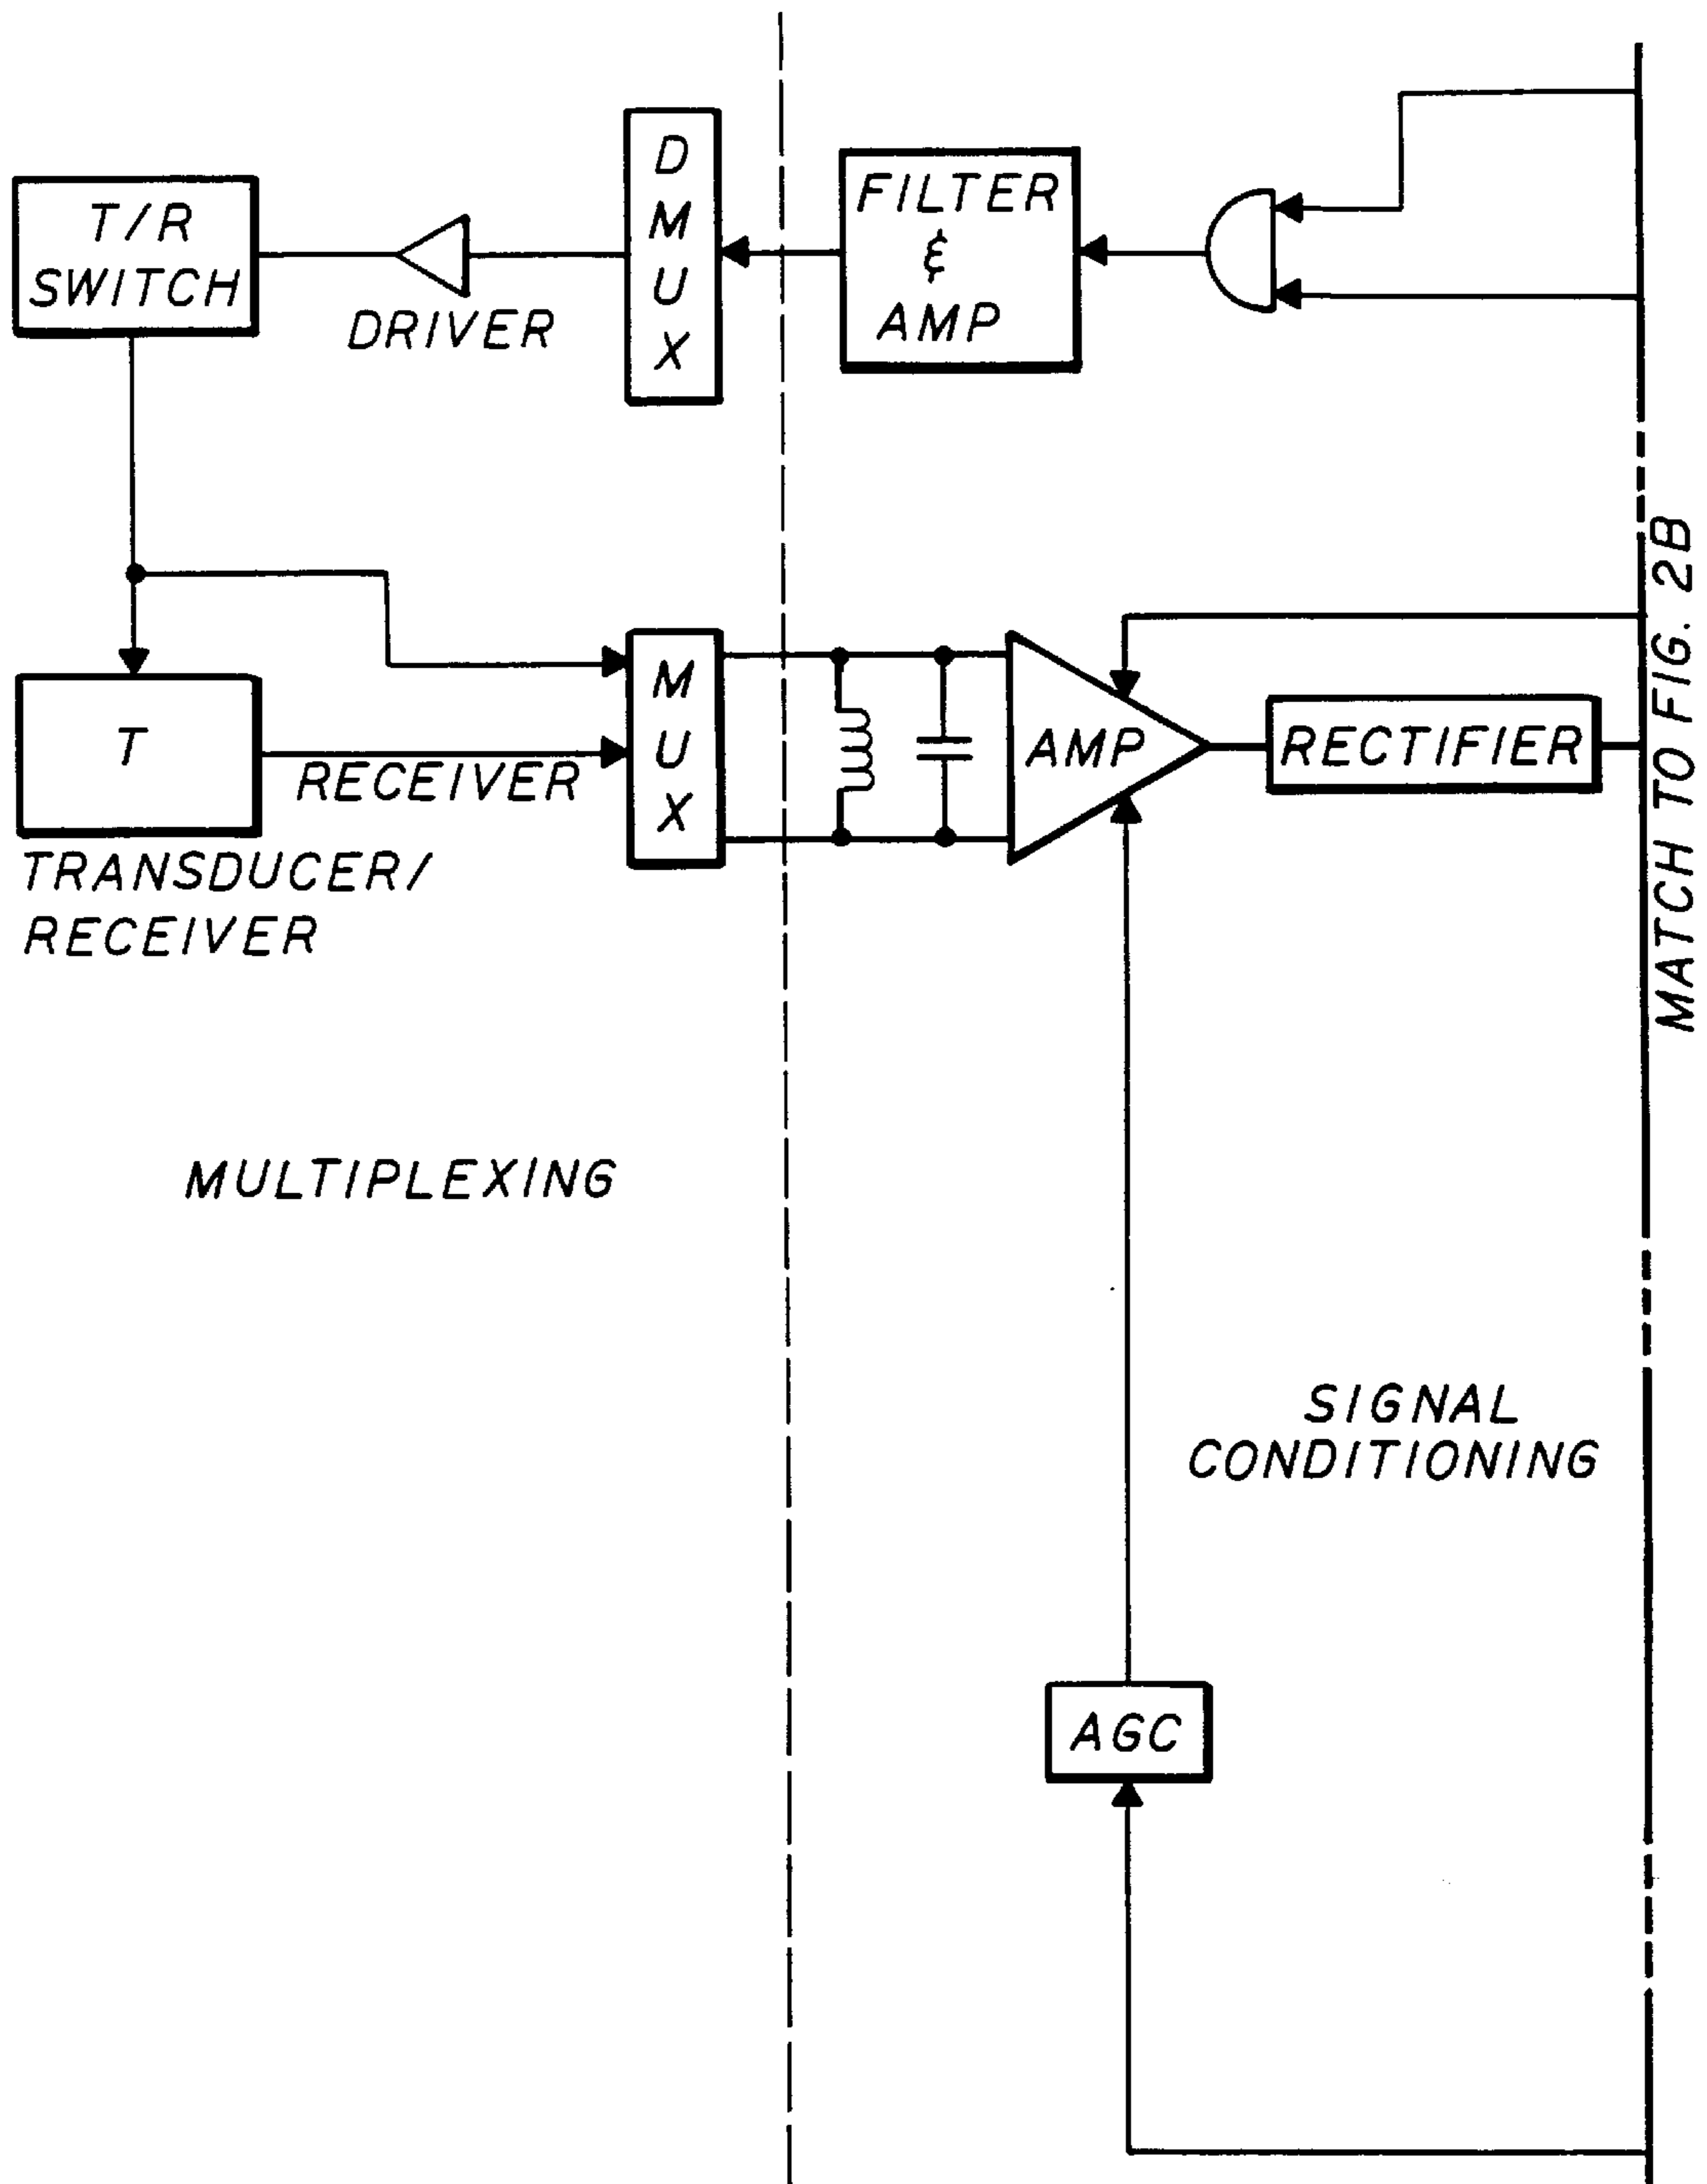 T/R
SWITCH
DRIVER
D
M
U
X
FILTER
&
AMP
T
TRANSDUCER/
RECEIVER
RECEIVER
M
U
X
AMP
RECTIFIER
MATCH TO FIG. 2B
MULTIPLEXING
SIGNAL
CONDITIONING
AGC